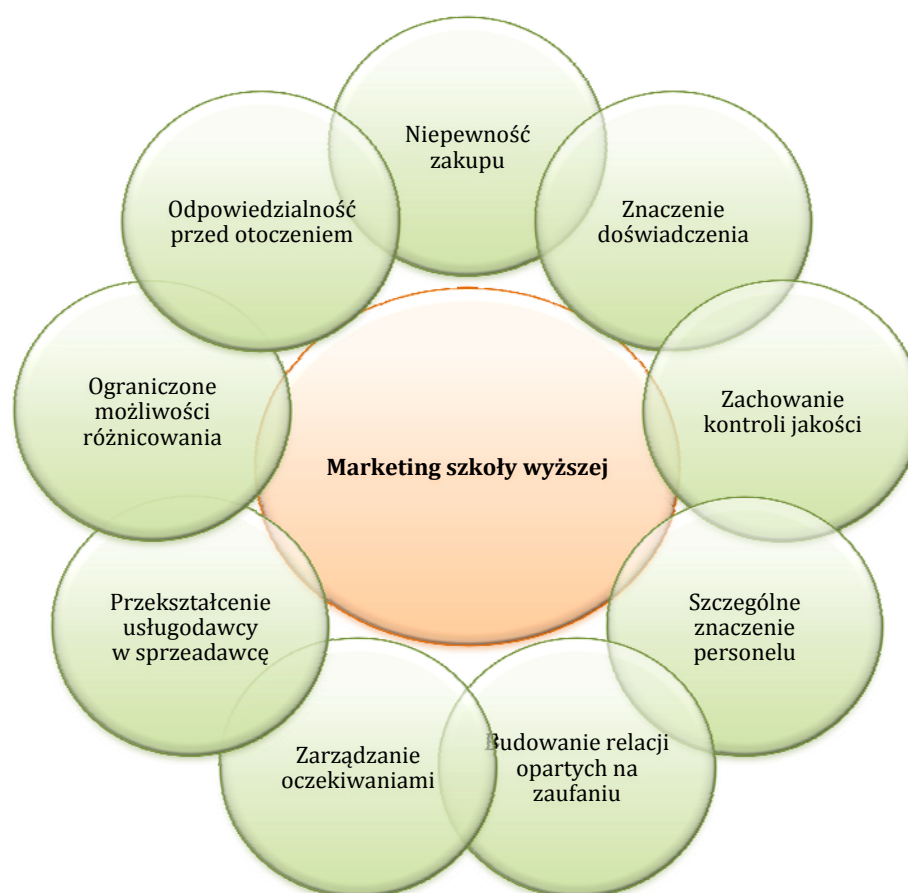 Niepewność
zakupu
Znaczenie
doświadczenia
Zachowanie
kontroli jakości
Szczególne
znaczenie
personelu
Budowanie relacji
opartych na
zaufaniu
Zarządzanie
oczekiwaniami
Przekształcenie
usługodawcy
w sprzeadawcę
Ograniczone
możliwości
różnicowania
Odpowiedzialność
przed otoczeniem
Marketing szkoły wyższej